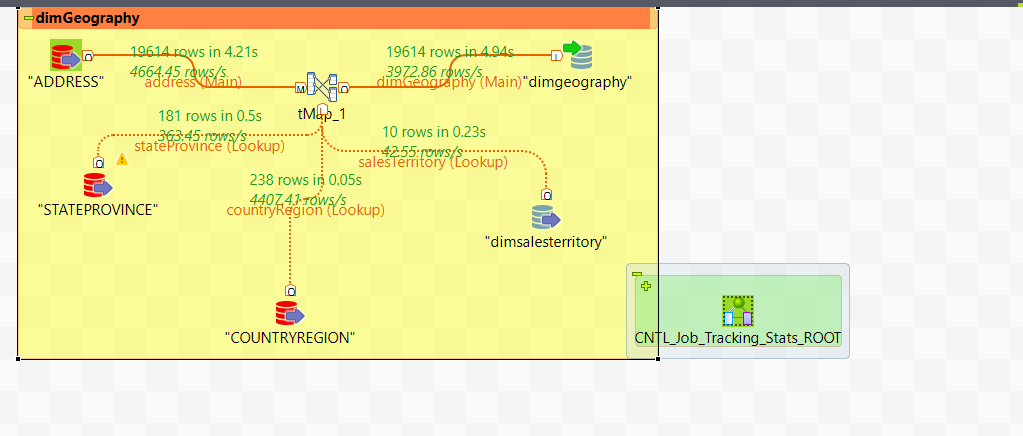 dimGeography
19614 rows in 4.21s
4664.45 rows/s
address (Main)
"ADDRESS"
19614 rows in 4.94s
3972.86 rows/s
dimGeography (Main)
"dimgeography"
M
O
I
tMap_1
181 rows in 0.5s
363.45 rows/s
stateProvince (Lookup)
"STATEPROVINCE"
10 rows in 0.23s
42.55 rows/s
salesTerritory (Lookup)
"dimsalesterritory"
238 rows in 0.05s
4407.41 rows/s
countryRegion (Lookup)
"COUNTRYREGION"
CNTL_Job_Tracking_Stats_ROOT